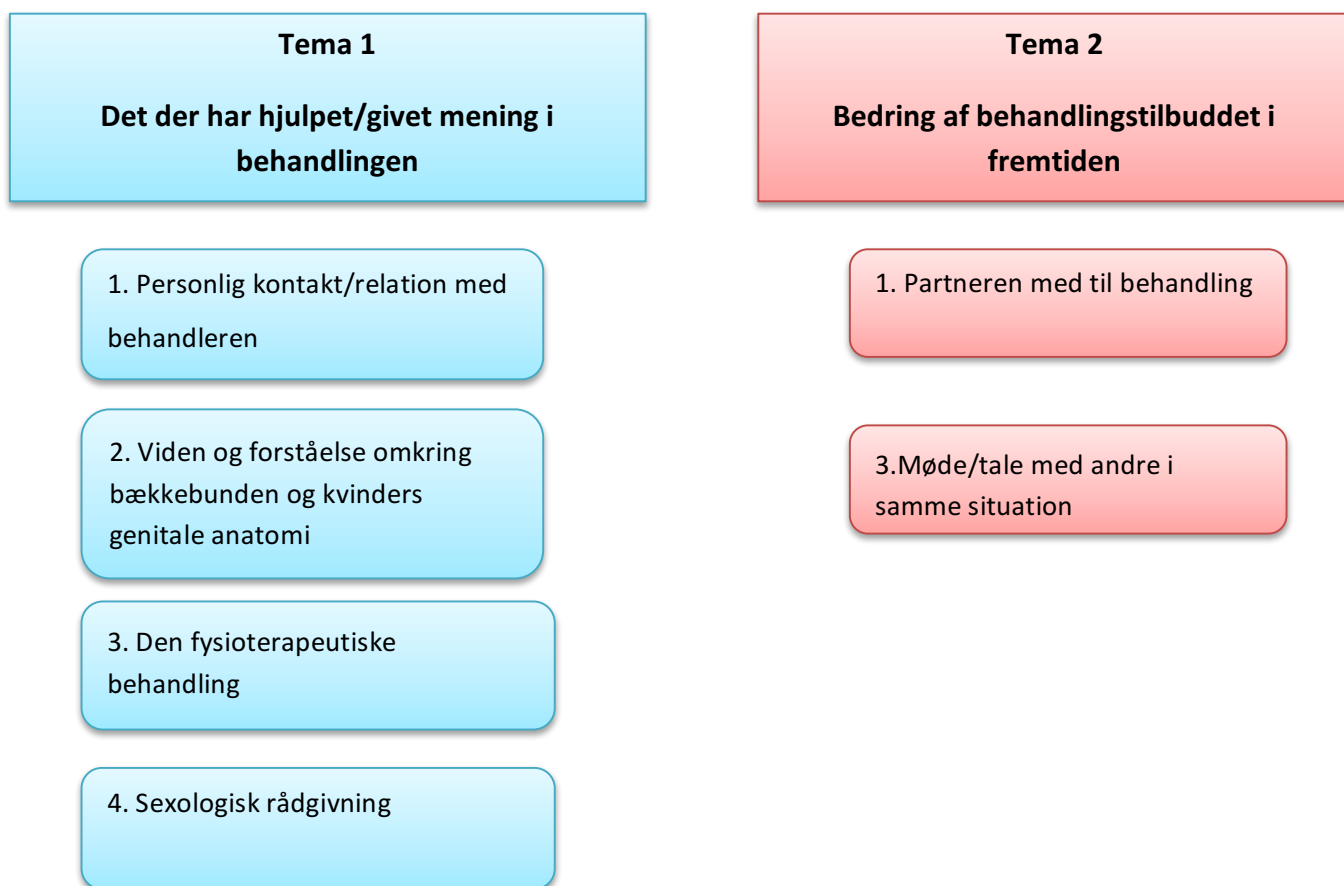 Tema 1
Det der har hjulpet/givet mening i
behandlingen
1. Personlig kontakt/relation med
behandleren
2. Viden og forståelse omkring
bækkebunden og kvinders
genitale anatomi
3. Den fysioterapeutiske
behandling
4. Sexologisk rådgivning
Tema 2
Bedring af behandlingstilbuddet i
fremtiden
1. Partneren med til behandling
3.Møde/tale med andre i
samme situation